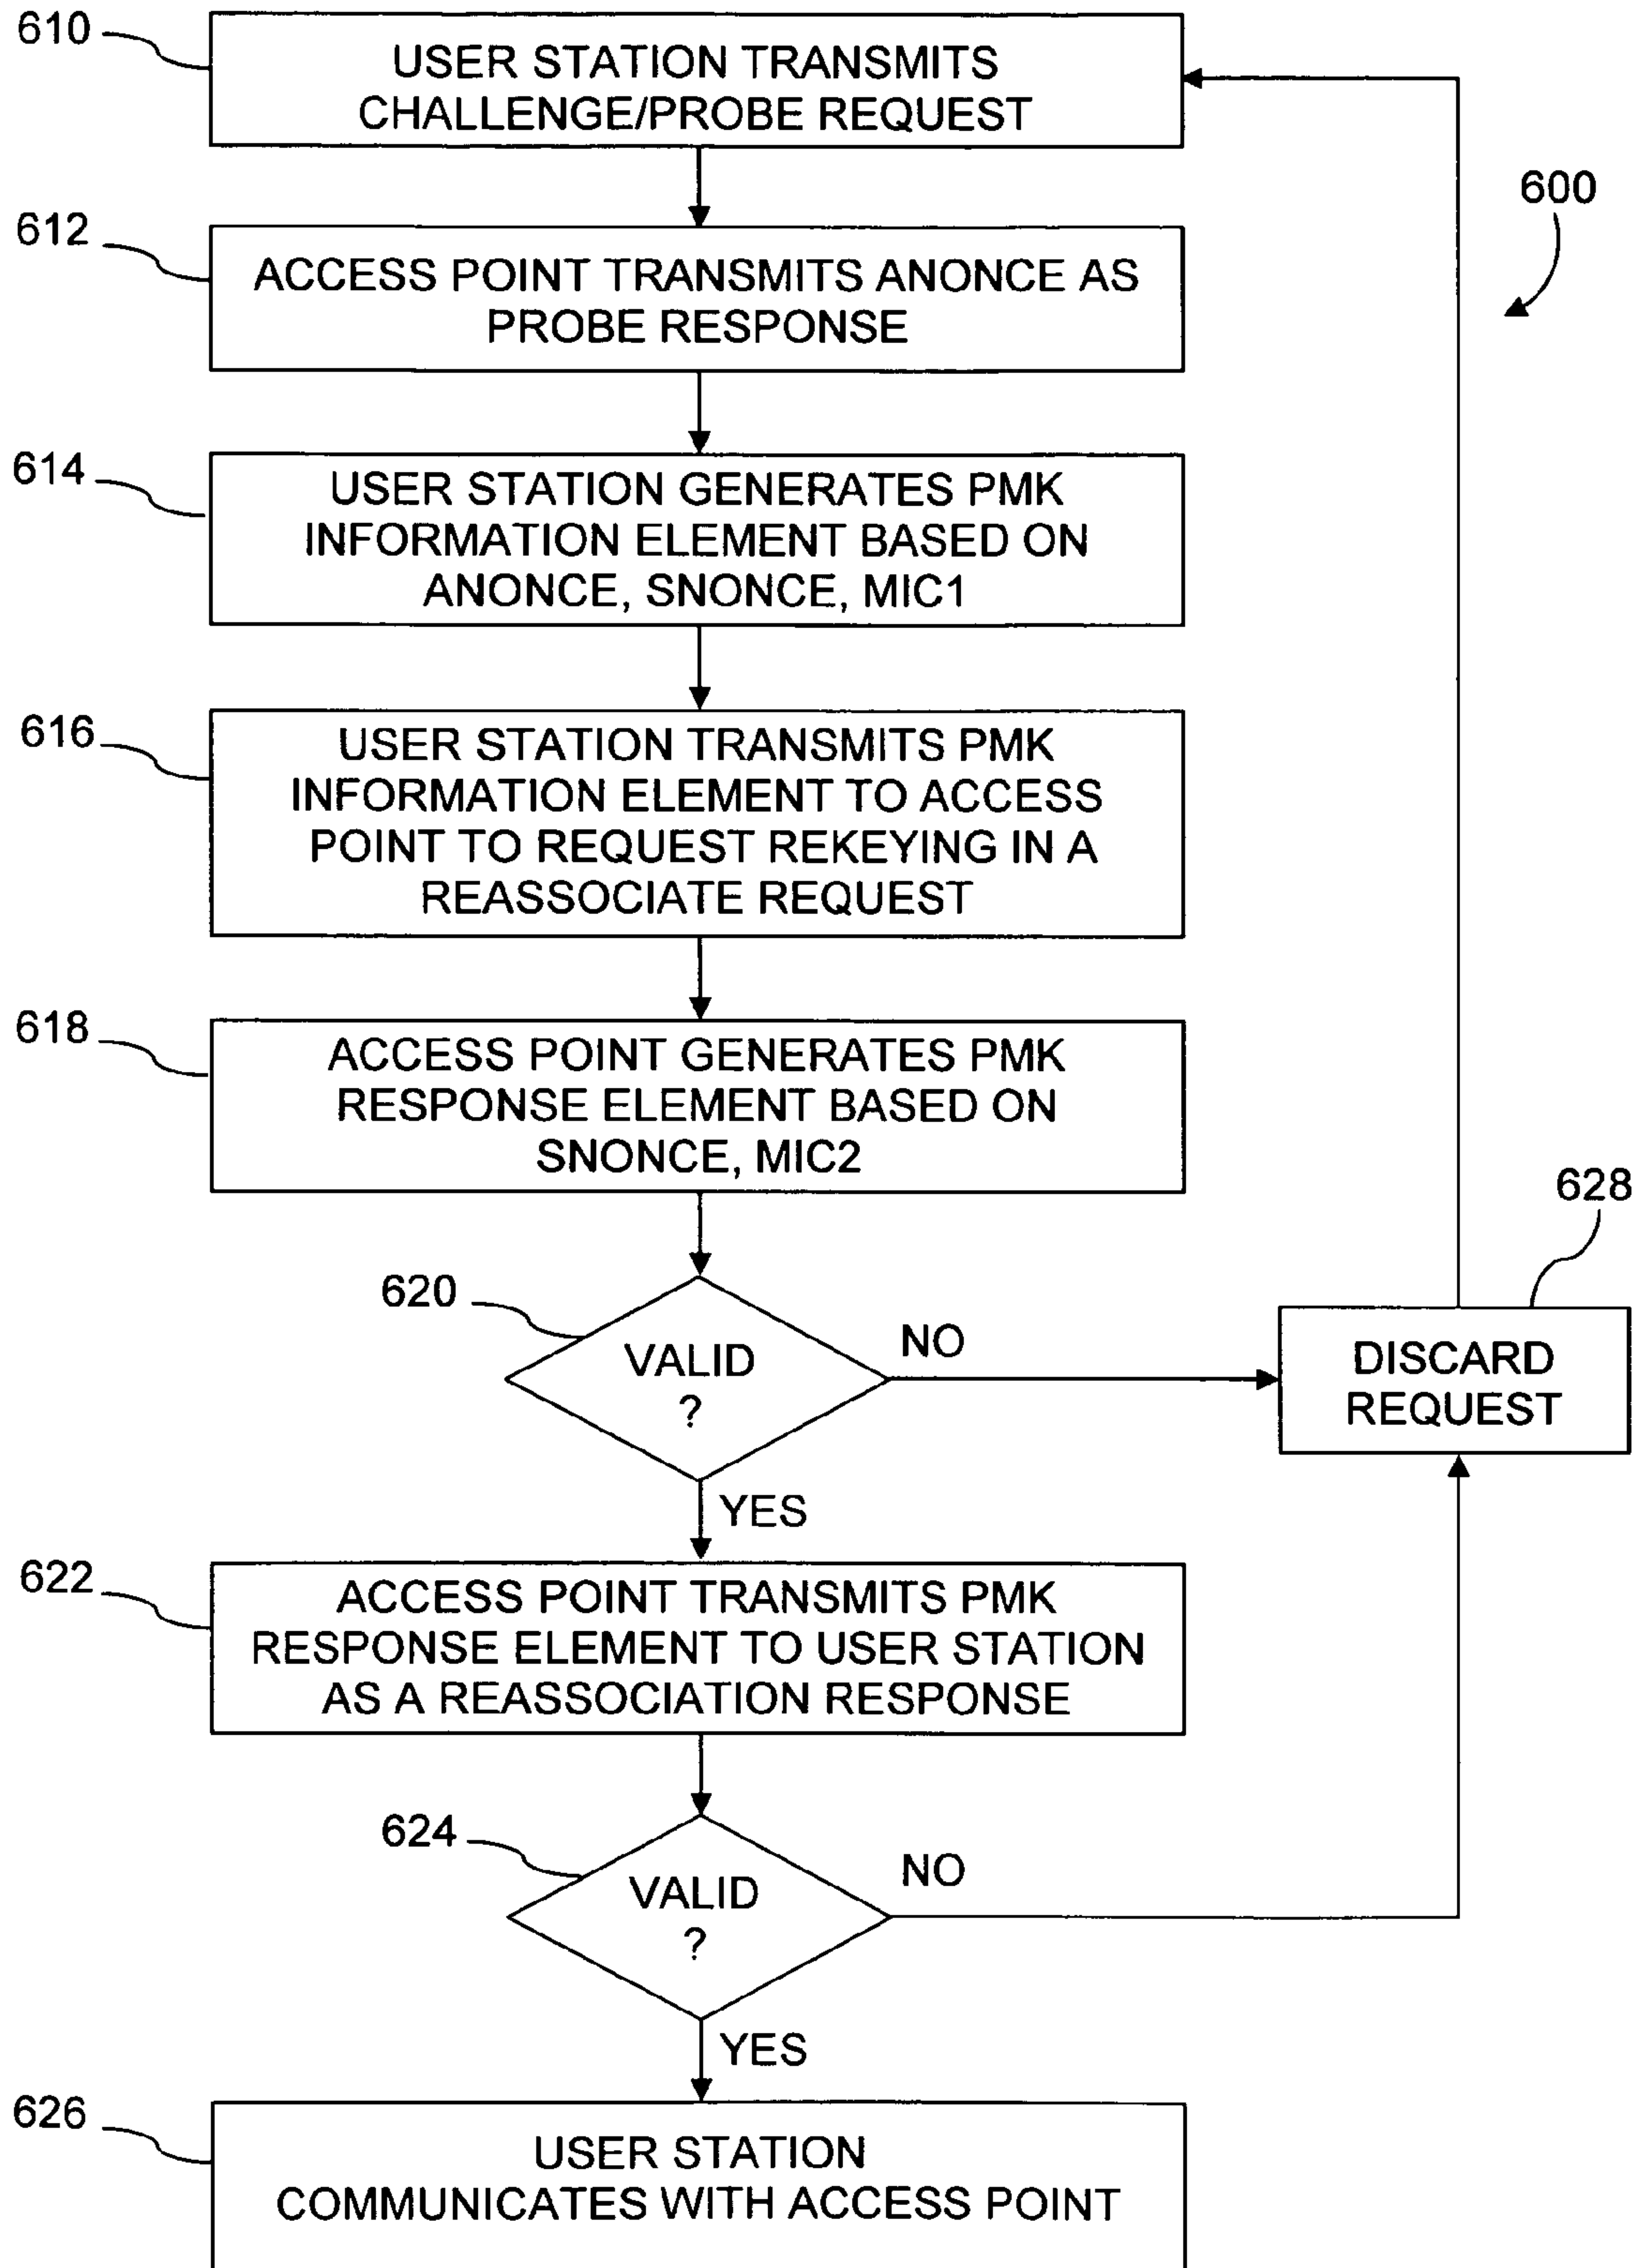 610
USER STATION TRANSMITS
CHALLENGE/PROBE REQUEST
600
612
ACCESS POINT TRANSMITS ANONCE AS
PROBE RESPONSE
614
USER STATION GENERATES PMK
INFORMATION ELEMENT BASED ON
ANONCE, SNONCE, MIC1
616
USER STATION TRANSMITS PMK
INFORMATION ELEMENT TO ACCESS
POINT TO REQUEST REKEYING IN A
REASSOCIATE REQUEST
618
ACCESS POINT GENERATES PMK
RESPONSE ELEMENT BASED ON
SNONCE, MIC2
620
VALID
?
NO
628
DISCARD
REQUEST
YES
622
ACCESS POINT TRANSMITS PMK
RESPONSE ELEMENT TO USER STATION
AS A REASSOCIATION RESPONSE
624
VALID
?
NO
YES
626
USER STATION
COMMUNICATES WITH ACCESS POINT